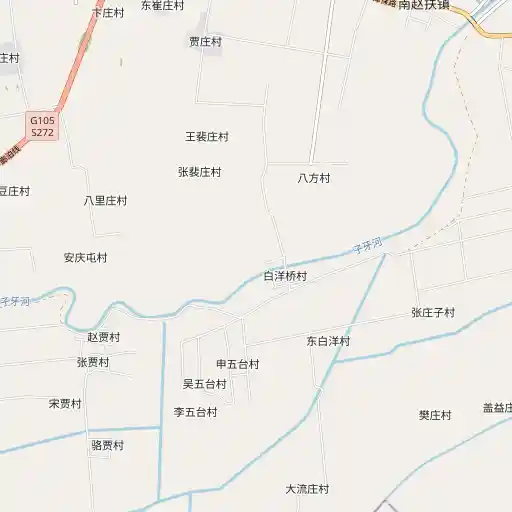 南赵扶镇
东崔庄村
卞庄村
贾庄村
庄村
G105
S272
王裴庄村
张裴庄村
八方村
豆庄村
八里庄村
子牙河
安庆屯村
白洋桥村
子牙河
张庄子村
赵贾村
东白洋村
张贾村
申五台村
吴五台村
宋贾村
李五台村
樊庄村
盖益庄
骆贾村
大流庄村